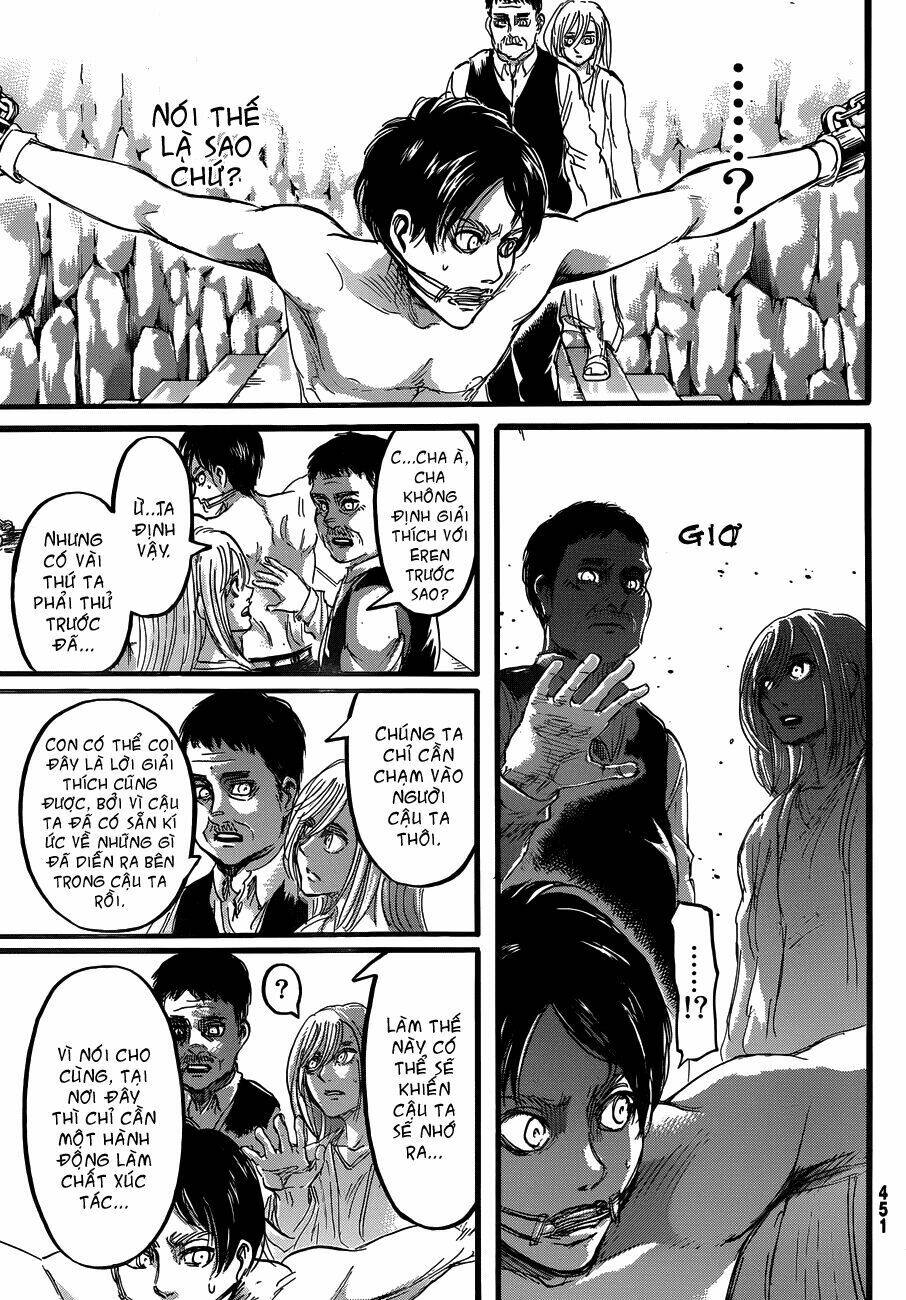 ......?
NÓI THẾ
LÀ SAO
CHỨ?
GIƠ
......!?
C...CHA À,
CHA
KHÔNG
ĐỊNH GIẢI
THÍCH VỚI
EREN
TRƯỚC
SAO?
Ừ...TA
ĐỊNH
VẬY.
NHƯNG
CÓ VÀI
THỨ TA
PHẢI THỬ
TRƯỚC
ĐÃ...
CHÚNG TA
CHỈ CẦN
CHẠM VÀO
NGƯỜI
CẬU TA
THÔI.
CON CÓ THỂ COI
ĐÂY LÀ LỜI GIẢI
THÍCH CŨNG
ĐƯỢC, BỞI VÌ CẬU
TA ĐÃ CÓ SẴN KÍ
ỨC VỀ NHỮNG GÌ
ĐÃ DIỄN RA BÊN
TRONG CẬU TA
RỒI.
LÀM THẾ
NÀY CÓ
THỂ SẼ
KHIẾN
CẬU TA
SẼ NHỚ
RA...
?
VÌ NÓI CHO
CÙNG, TẠI
NƠI ĐÂY
THÌ CHỈ CẦN
MỘT HÀNH
ĐỘNG LÀM
CHẤT XÚC
TÁC...
451